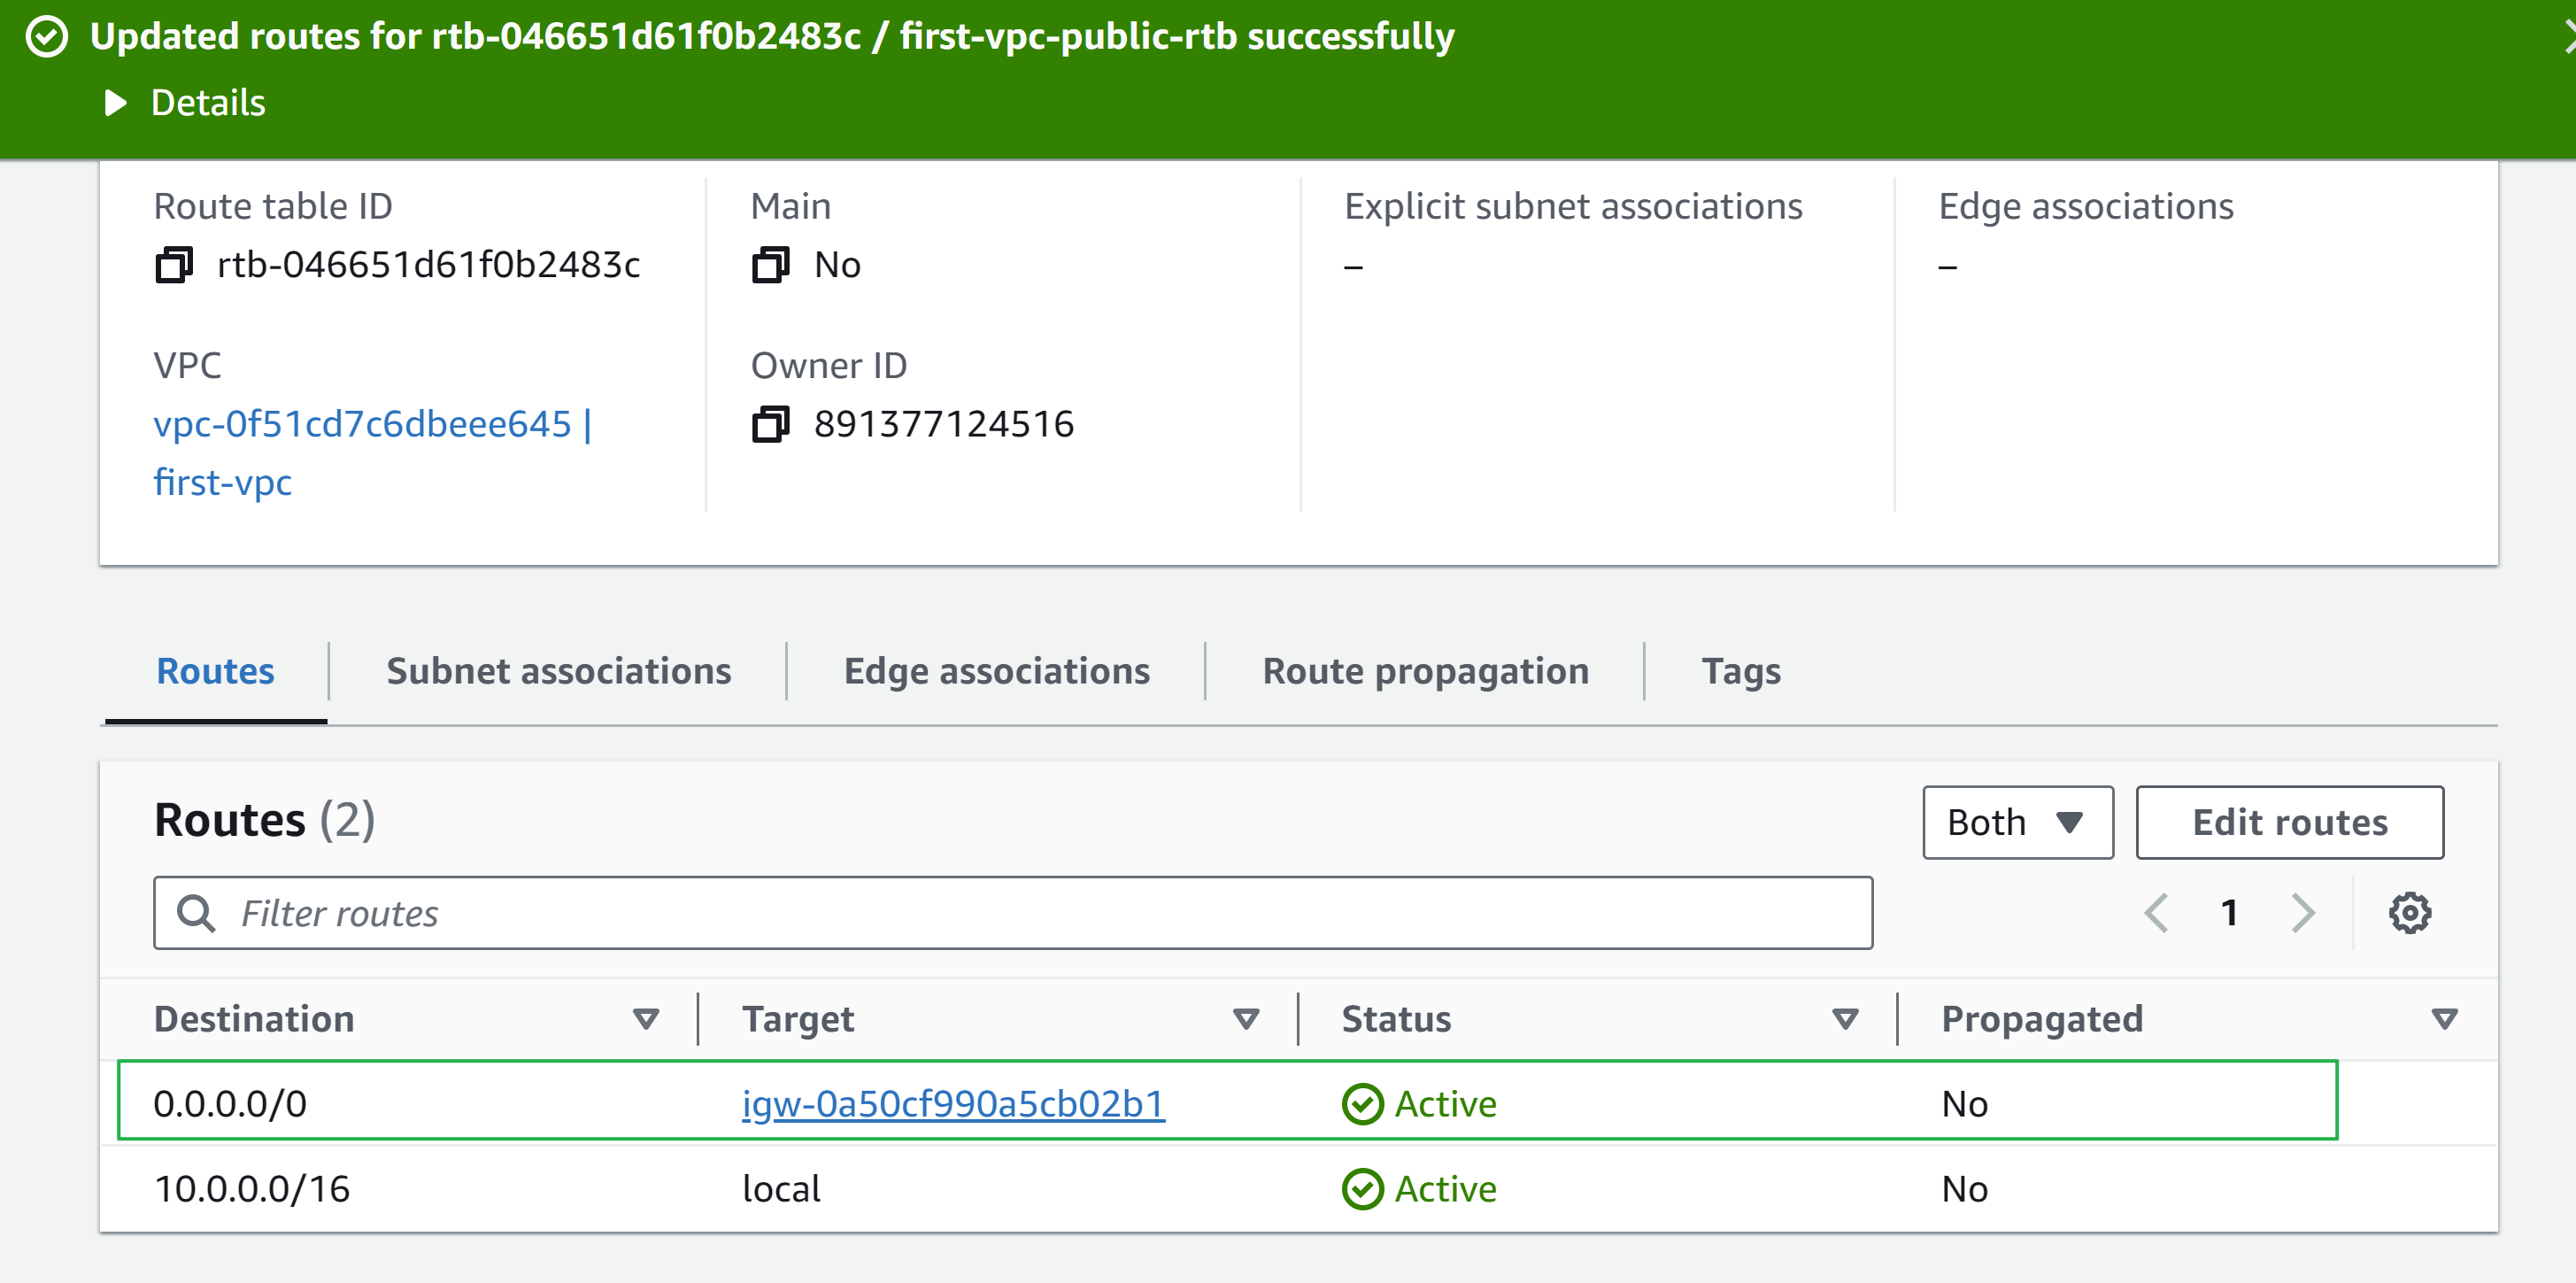 Updated routes for rtb-046651d61f0b2483c / first-vpc-public-rtb successfully
Details
Route table ID
rtb-046651d61f0b2483c
Main
No
Explicit subnet associations
–
Edge associations
–
VPC
vpc-0f51cd7c6dbeee645 |
first-vpc
Owner ID
891377124516
Routes
Subnet associations
Edge associations
Route propagation
Tags
Routes (2)
Both
Edit routes
Filter routes
1
Destination
Target
Status
Propagated
0.0.0.0/0
igw-0a50cf990a5cb02b1
Active
No
10.0.0.0/16
local
Active
No